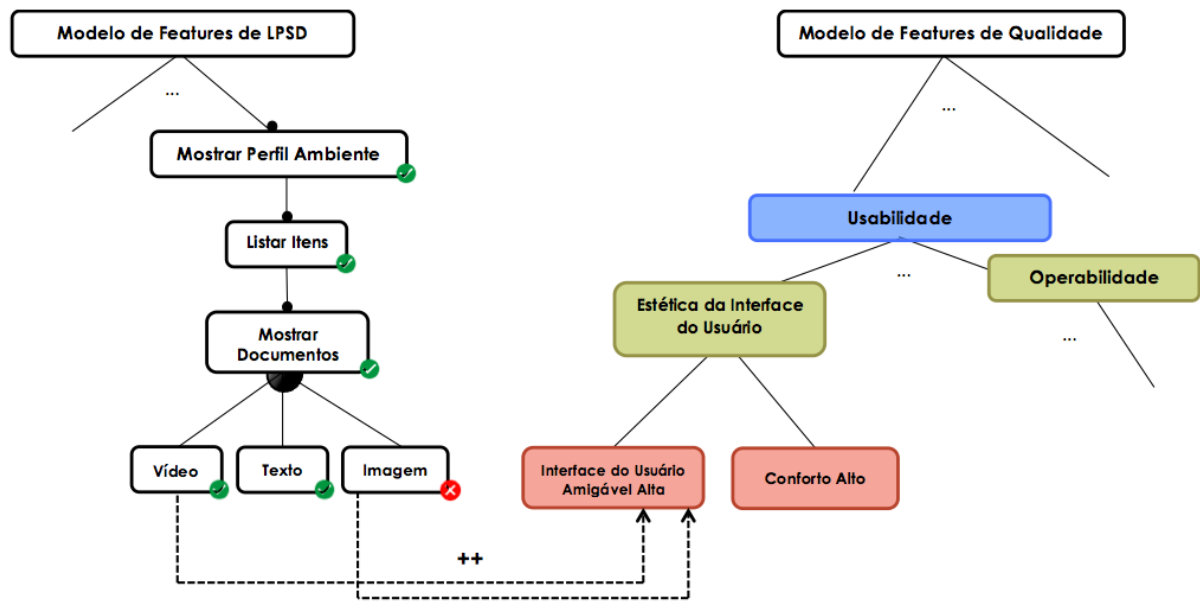 Modelo de Features de LPSD
...
Mostrar Perfil Ambiente
Listar Itens
Mostrar
Documentos
Vídeo
Texto
Imagem
Modelo de Features de Qualidade
...
Usabilidade
...
Operabilidade
...
Estética da Interface
do Usuário
Interface do Usuário
Amigável Alta
Conforto Alto
++